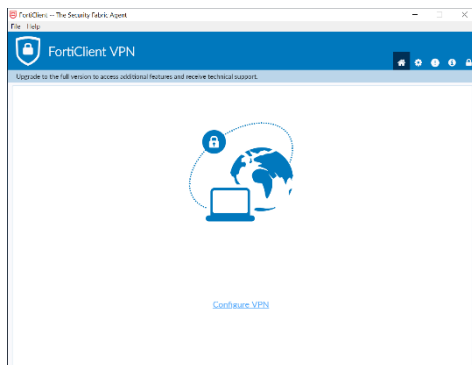 FortiClient -- The Security Fabric Agent
File Help
FortiClient VPN
Upgrade to the full version to access additional features and receive technical support.
Configure VPN